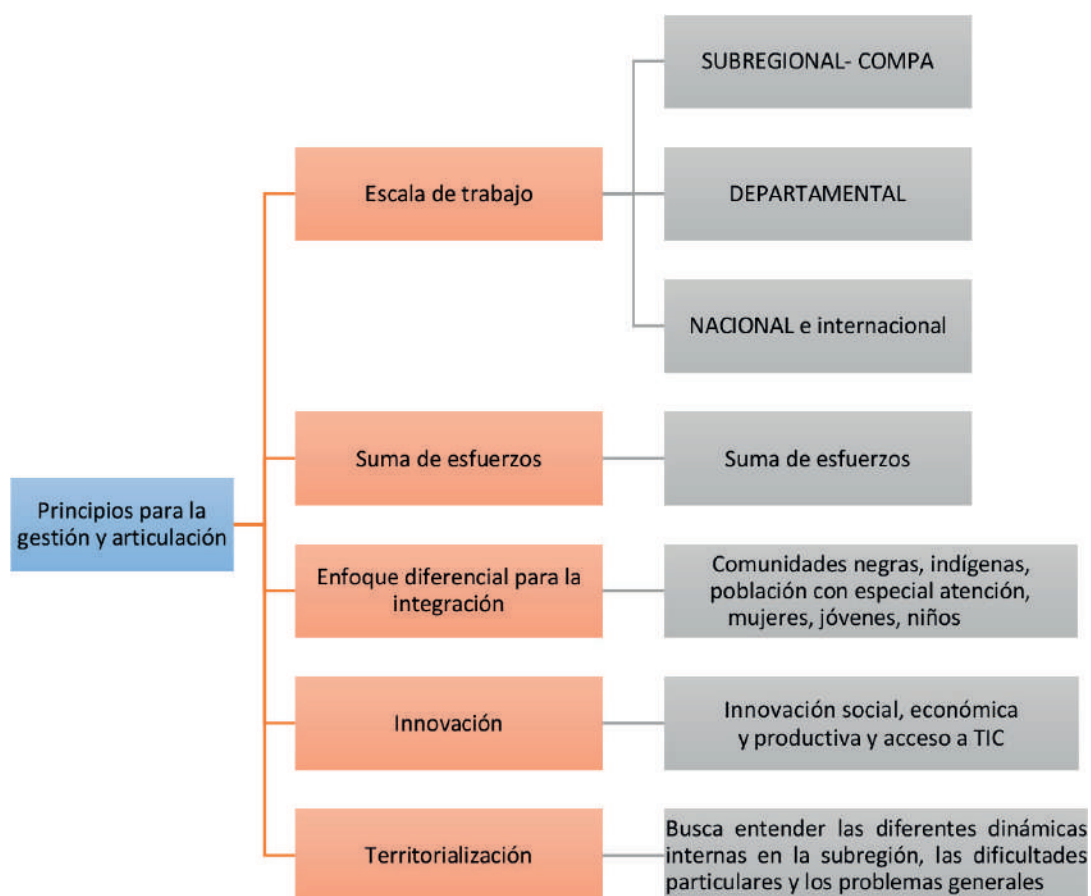 Principios para la
gestión y articulación
Escala de trabajo
SUBREGIONAL- COMPA
DEPARTAMENTAL
NACIONAL e internacional
Suma de esfuerzos
Suma de esfuerzos
Enfoque diferencial para la
integración
Comunidades negras, indígenas,
población con especial atención,
mujeres, jóvenes, niños
Innovación
Innovación social, económica
y productiva y acceso a TIC
Territorialización
Busca entender las diferentes dinámicas
internas en la subregión, las dificultades
particulares y los problemas generales